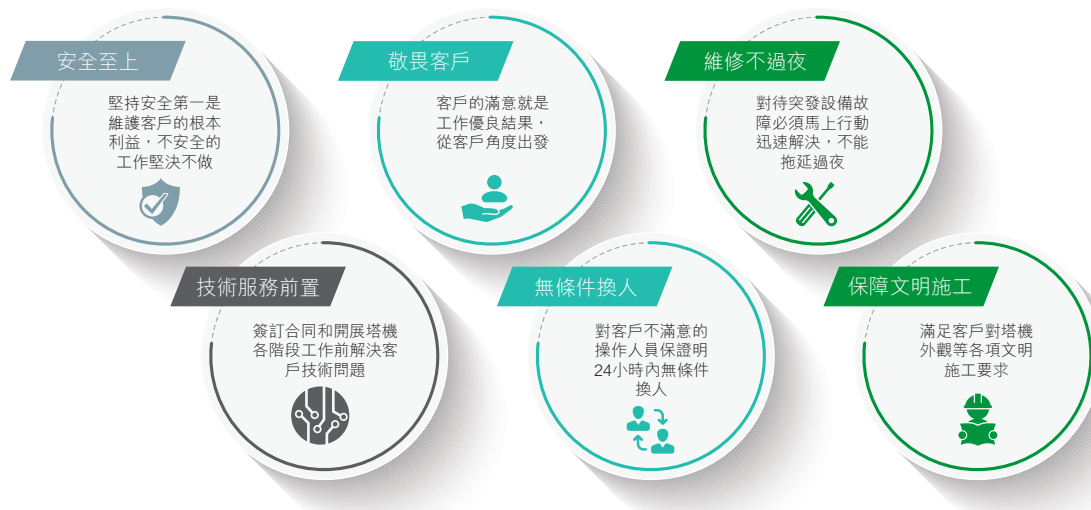 安全至上
堅持安全第一是
維護客戶的根本
利益，不安全的
工作堅決不做
敬畏客戶
客戶的滿意就是
工作優良結果，
從客戶角度出發
維修不過夜
對待突發設備故
障必須馬上行動
迅速解決，不能
拖延過夜
技術服務前置
簽訂合同和開展塔機
各階段工作前解決客
戶技術問題
無條件換人
對客戶不滿意的
操作人員保證明
24小時內無條件
換人
保障文明施工
滿足客戶對塔機
外觀等各項文明
施工要求